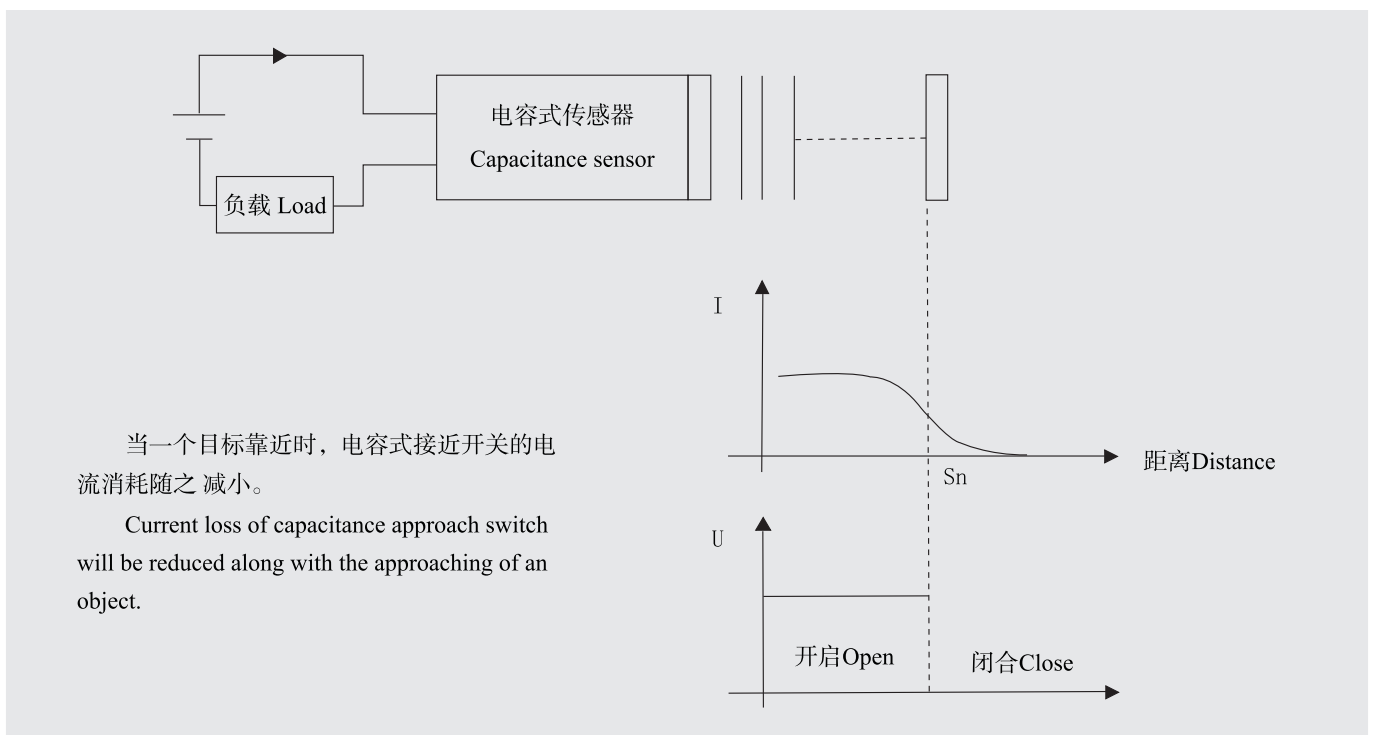 电容式传感器
Capacitance sensor
负载 Load
I
当一个目标靠近时，电容式接近开关的电
流消耗随之 减小。
Current loss of capacitance approach switch
will be reduced along with the approaching of an
object.
距离Distance
Sn
U
开启Open
闭合Close